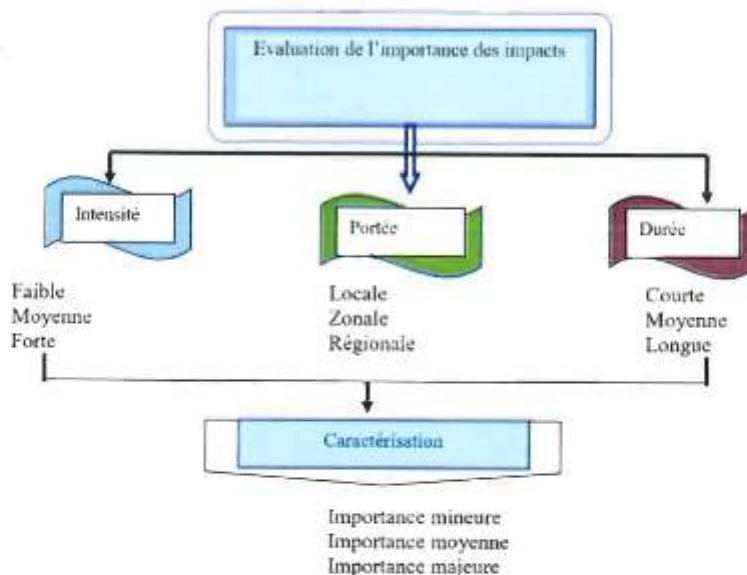 Evaluation de l'importance des impacts
Intensité
Portée
Durée
Faible
Moyenne
Forte
Locale
Zonale
Régionale
Courte
Moyenne
Longue
Caractérisation
Importance mineure
Importance moyenne
Importance majeure